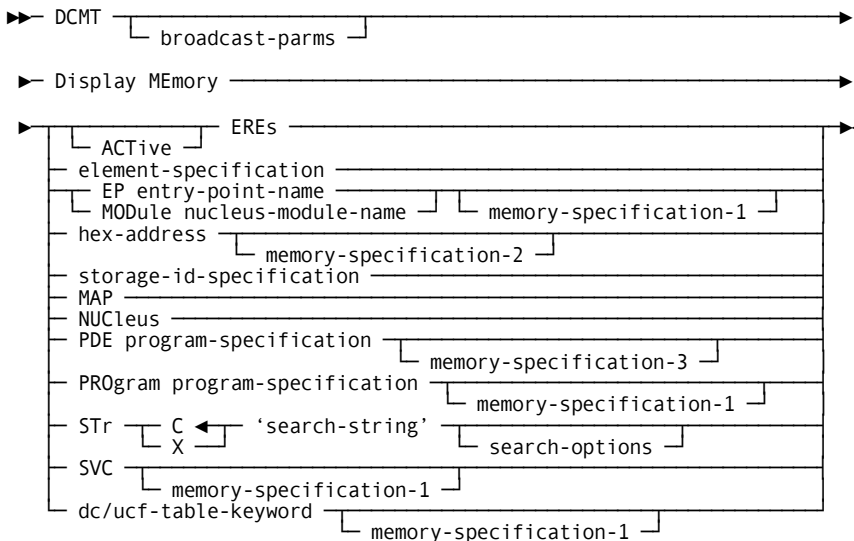 DCMT
broadcast-parms
Display MEmory
EREs
ACTive
element-specification
EP entry-point-name
MODule nucleus-module-name memory-specification-1
hex-address
memory-specification-2
storage-id-specification
MAP
NUCleus
PDE program-specification
memory-specification-3
PROgram program-specification
memory-specification-1
STr C ‘search-string’
X search-options
SVC
memory-specification-1
dc/ucf-table-keyword
memory-specification-1